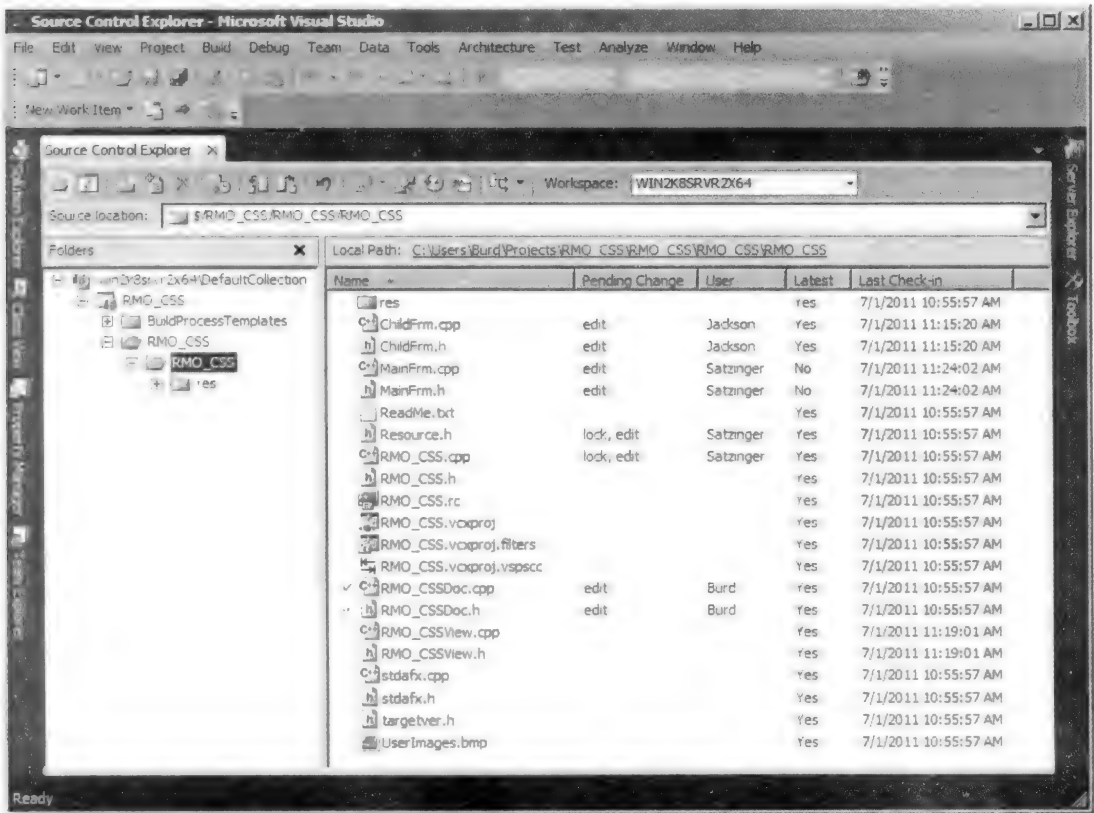 Source Control Explorer - Microsoft Visual Studio
File Edit View Project Build Debug Team Data Tools Architecture Test Analyze Window Help
New Work Item
Source Control Explorer
Workspace: WIN2K8SRVR2X64
Source location: $/RMO_CSS/RMO_CSS/RMO_CSS
Folders
Local Path: C:\Users\Burd\Projects\RMO_CSS\RMO_CSS\RMO_CSS\RMO_CSS
win2k8srvr2x64\DefaultCollection
RMO_CSS
BuildProcessTemplates
RMO_CSS
RMO_CSS
res
Name Pending Change User Latest Last Check-in
res Yes 7/1/2011 10:55:57 AM
ChildFrm.cpp edit Jackson Yes 7/1/2011 11:15:20 AM
ChildFrm.h edit Jackson Yes 7/1/2011 11:15:20 AM
MainFrm.cpp edit Satzinger No 7/1/2011 11:24:02 AM
MainFrm.h edit Satzinger No 7/1/2011 11:24:02 AM
ReadMe.txt Yes 7/1/2011 10:55:57 AM
Resource.h lock, edit Satzinger Yes 7/1/2011 10:55:57 AM
RMO_CSS.cpp lock, edit Satzinger Yes 7/1/2011 10:55:57 AM
RMO_CSS.h Yes 7/1/2011 10:55:57 AM
RMO_CSS.rc Yes 7/1/2011 10:55:57 AM
RMO_CSS.vcxproj Yes 7/1/2011 10:55:57 AM
RMO_CSS.vcxproj.filters Yes 7/1/2011 10:55:57 AM
RMO_CSS.vcxproj.vspscc Yes 7/1/2011 10:55:57 AM
RMO_CSSDoc.cpp edit Burd Yes 7/1/2011 10:55:57 AM
RMO_CSSDoc.h edit Burd Yes 7/1/2011 10:55:57 AM
RMO_CSSView.cpp Yes 7/1/2011 11:19:01 AM
RMO_CSSView.h Yes 7/1/2011 11:19:01 AM
stdafx.cpp Yes 7/1/2011 10:55:57 AM
stdafx.h Yes 7/1/2011 10:55:57 AM
targetver.h Yes 7/1/2011 10:55:57 AM
UserImages.bmp Yes 7/1/2011 10:55:57 AM
Solution Explorer
Class View
Property Manager
Team Explorer
Server Explorer
Toolbox
Ready